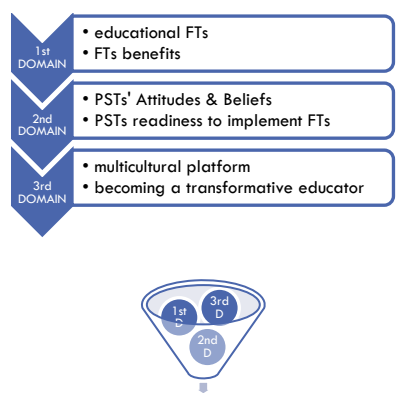 1st
DOMAIN
• educational FTs
• FTs benefits
2nd
DOMAIN
• PSTs' Attitudes & Beliefs
• PSTs readiness to implement FTs
3rd
DOMAIN
• multicultural platform
• becoming a transformative educator
1st
D
3rd
D
2nd
D